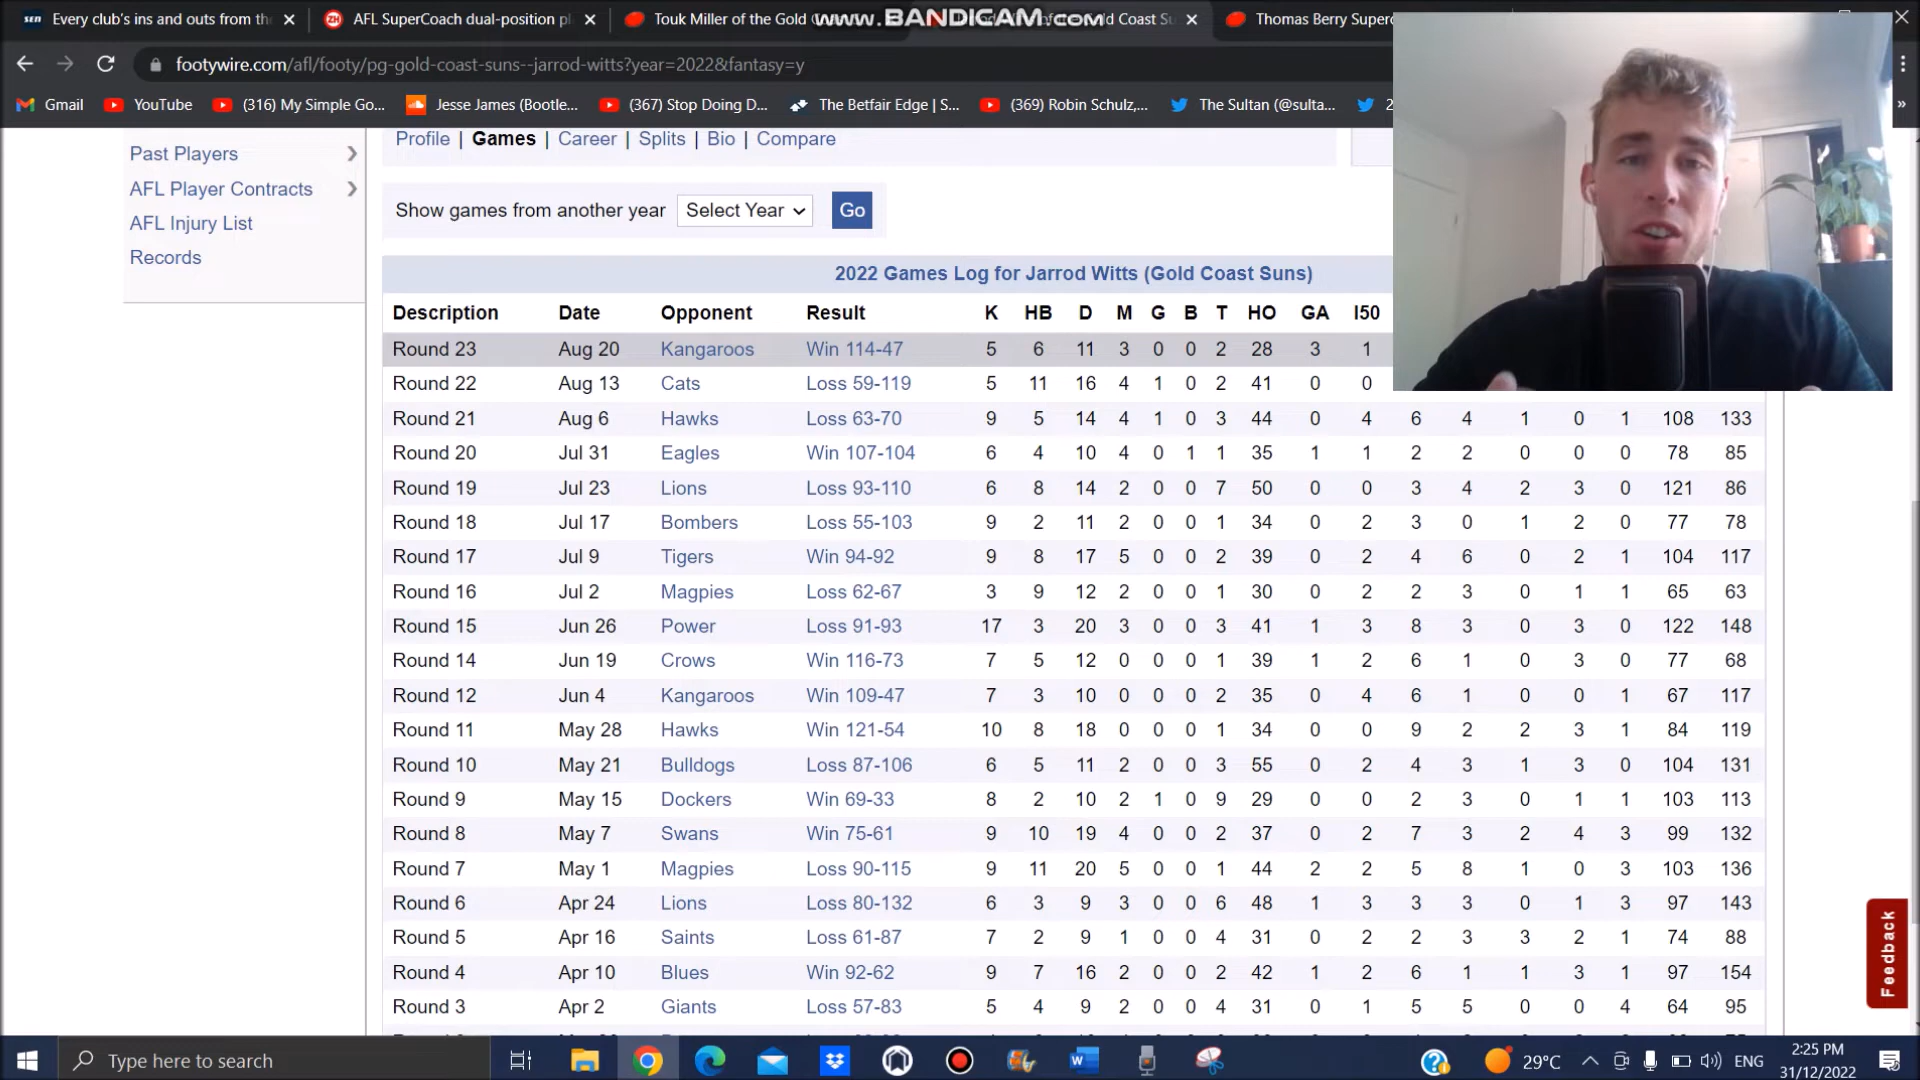 SEN Every club's ins and outs from the
ZH AFL SuperCoach dual-position pl
Touk Miller of the Gold Co
www.BANDICAM.com
Gold Coast Su
Thomas Berry Superc
footywire.com/afl/footy/pg-gold-coast-suns--jarrod-witts?year=2022&fantasy=y
Gmail YouTube (316) My Simple Go... Jesse James (Bootle... (367) Stop Doing D... The Betfair Edge | S... (369) Robin Schulz,... The Sultan (@sulta... 2 »
Profile | Games | Career | Splits | Bio | Compare
Past Players
AFL Player Contracts
AFL Injury List
Records
Show games from another year Select Year Go
2022 Games Log for Jarrod Witts (Gold Coast Suns)
Description Date Opponent Result K HB D M G B T HO GA I50
Round 23 Aug 20 Kangaroos Win 114-47 5 6 11 3 0 0 2 28 3 1
Round 22 Aug 13 Cats Loss 59-119 5 11 16 4 1 0 2 41 0 0
Round 21 Aug 6 Hawks Loss 63-70 9 5 14 4 1 0 3 44 0 4 6 4 1 0 1 108 133
Round 20 Jul 31 Eagles Win 107-104 6 4 10 4 0 1 1 35 1 1 2 2 0 0 0 78 85
Round 19 Jul 23 Lions Loss 93-110 6 8 14 2 0 0 7 50 0 0 3 4 2 3 0 121 86
Round 18 Jul 17 Bombers Loss 55-103 9 2 11 2 0 0 1 34 0 2 3 0 1 2 0 77 78
Round 17 Jul 9 Tigers Win 94-92 9 8 17 5 0 0 2 39 0 2 4 6 0 2 1 104 117
Round 16 Jul 2 Magpies Loss 62-67 3 9 12 2 0 0 1 30 0 2 2 3 0 1 1 65 63
Round 15 Jun 26 Power Loss 91-93 17 3 20 3 0 0 3 41 1 3 8 3 0 3 0 122 148
Round 14 Jun 19 Crows Win 116-73 7 5 12 0 0 0 1 39 1 2 6 1 0 3 0 77 68
Round 12 Jun 4 Kangaroos Win 109-47 7 3 10 0 0 0 2 35 0 4 6 1 0 0 1 67 117
Round 11 May 28 Hawks Win 121-54 10 8 18 0 0 0 1 34 0 0 9 2 2 3 1 84 119
Round 10 May 21 Bulldogs Loss 87-106 6 5 11 2 0 0 3 55 0 2 4 3 1 3 0 104 131
Round 9 May 15 Dockers Win 69-33 8 2 10 2 1 0 9 29 0 0 2 3 0 1 1 103 113
Round 8 May 7 Swans Win 75-61 9 10 19 4 0 0 2 37 0 2 7 3 2 4 3 99 132
Round 7 May 1 Magpies Loss 90-115 9 11 20 5 0 0 1 44 2 2 5 8 1 0 3 103 136
Round 6 Apr 24 Lions Loss 80-132 6 3 9 3 0 0 6 48 1 3 3 3 0 1 3 97 143
Round 5 Apr 16 Saints Loss 61-87 7 2 9 1 0 0 4 31 0 2 2 3 3 2 1 74 88
Round 4 Apr 10 Blues Win 92-62 9 7 16 2 0 0 2 42 1 2 6 1 1 3 1 97 154
Round 3 Apr 2 Giants Loss 57-83 5 4 9 2 0 0 4 31 0 1 5 5 0 0 4 64 95
Feedback
Type here to search
29°C ENG
2:25 PM
31/12/2022